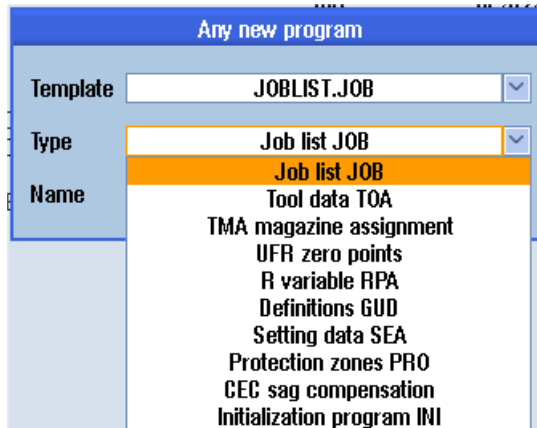 Any new program
Template JOBLIST.JOB
Type Job list JOB
Job list JOB
Name Tool data TOA
TMA magazine assignment
UFR zero points
R variable RPA
Definitions GUD
Setting data SEA
Protection zones PRO
CEC sag compensation
Initialization program INI